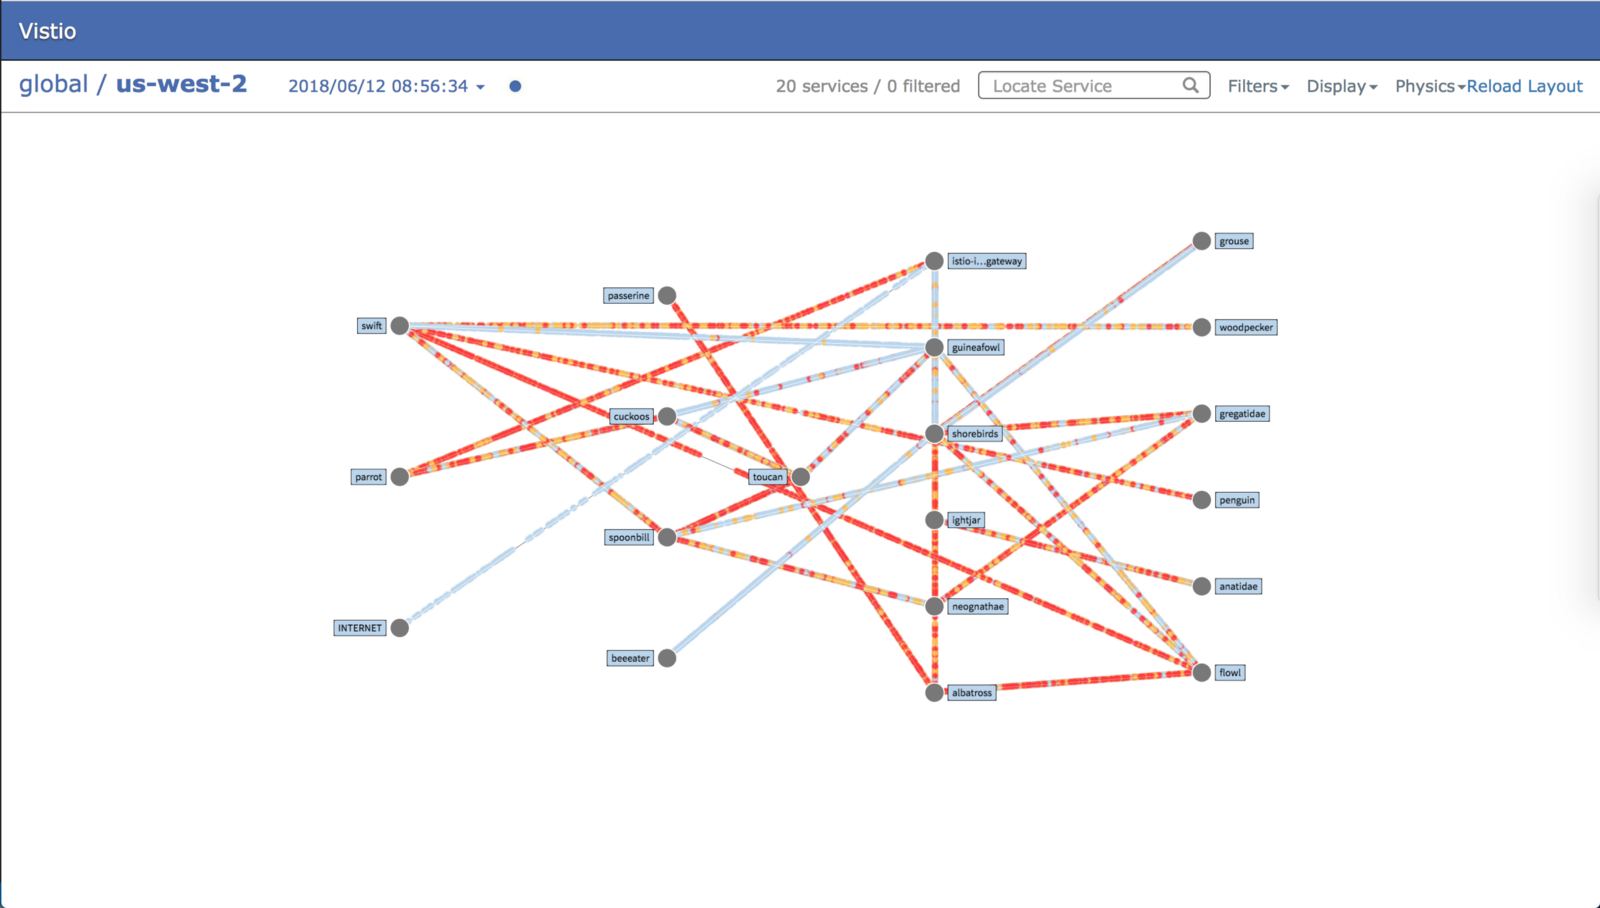 Vistio
global / us-west-2 2018/06/12 08:56:34 20 services / 0 filtered Locate Service Filters Display Physics Reload Layout
grouse
istio-i...gateway
passerine
swift
woodpecker
guineafowl
gregatidae
cuckoos
shorebirds
parrot
toucan
penguin
ightjar
spoonbill
anatidae
neognathae
INTERNET
beeeater
flowl
albatross